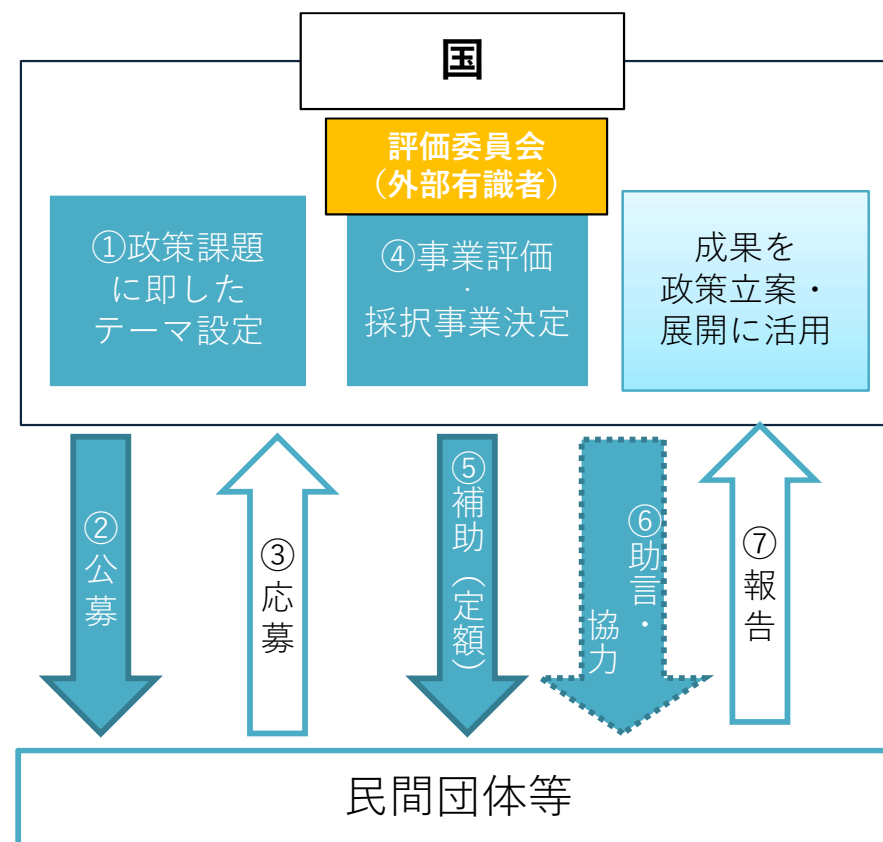 国
評価委員会
（外部有識者）
①政策課題
に即した
テーマ設定
④事業評価
・
採択事業決定
成果を
政策立案・
展開に活用
②公募
③応募
⑤補助（定額）
⑥助言・
協力
⑦報告
民間団体等